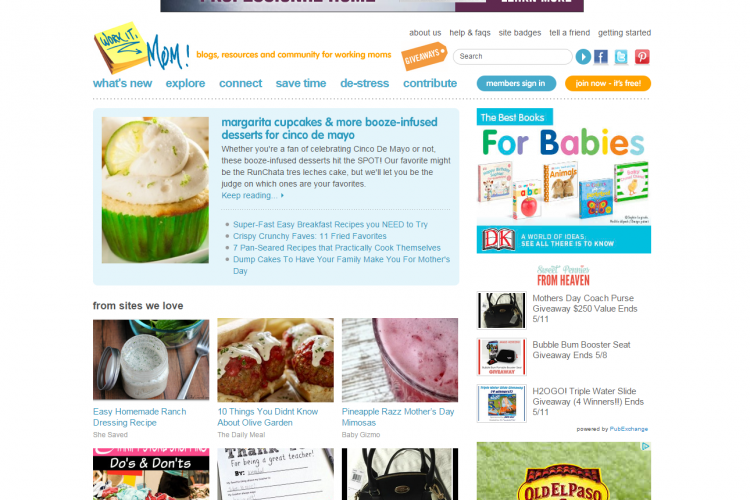 PROFESSIONAL HOME
LEARN MORE
about us help & faqs site badges tell a friend getting started
WORK IT, Mom!
blogs, resources and community for working moms
GIVEAWAYS
Search
what's new explore connect save time de-stress contribute
members sign in
join now - it's free!
margarita cupcakes & more booze-infused
desserts for cinco de mayo
Whether you're a fan of celebrating Cinco De Mayo or not,
these booze-infused desserts hit the SPOT! Our favorite might
be the RunChata tres leches cake, but we'll let you be the
judge on which ones are your favorites.
Keep reading...
Super-Fast Easy Breakfast Recipes you NEED to Try
Crispy Crunchy Faves: 11 Fried Favorites
7 Pan-Seared Recipes that Practically Cook Themselves
Dump Cakes To Have Your Family Make You For Mother's
Day
The Best Books
For Babies
abc
Animals
baby
DK
A WORLD OF IDEAS:
SEE ALL THERE IS TO KNOW
Sweet Pennies
FROM HEAVEN
Mothers Day Coach Purse
Giveaway $250 Value Ends
5/11
Bubble Bum Booster Seat
Giveaway Ends 5/8
GIVEAWAY
H2OGO! Triple Water Slide
Giveaway (4 Winners!!) Ends
5/11
powered by PubExchange
from sites we love
Easy Homemade Ranch
Dressing Recipe
She Saved
10 Things You Didnt Know
About Olive Garden
The Daily Meal
Pineapple Razz Mother's Day
Mimosas
Baby Gizmo
Do's & Don'ts
Thank You
For being a great teacher!
OLD EL PASO